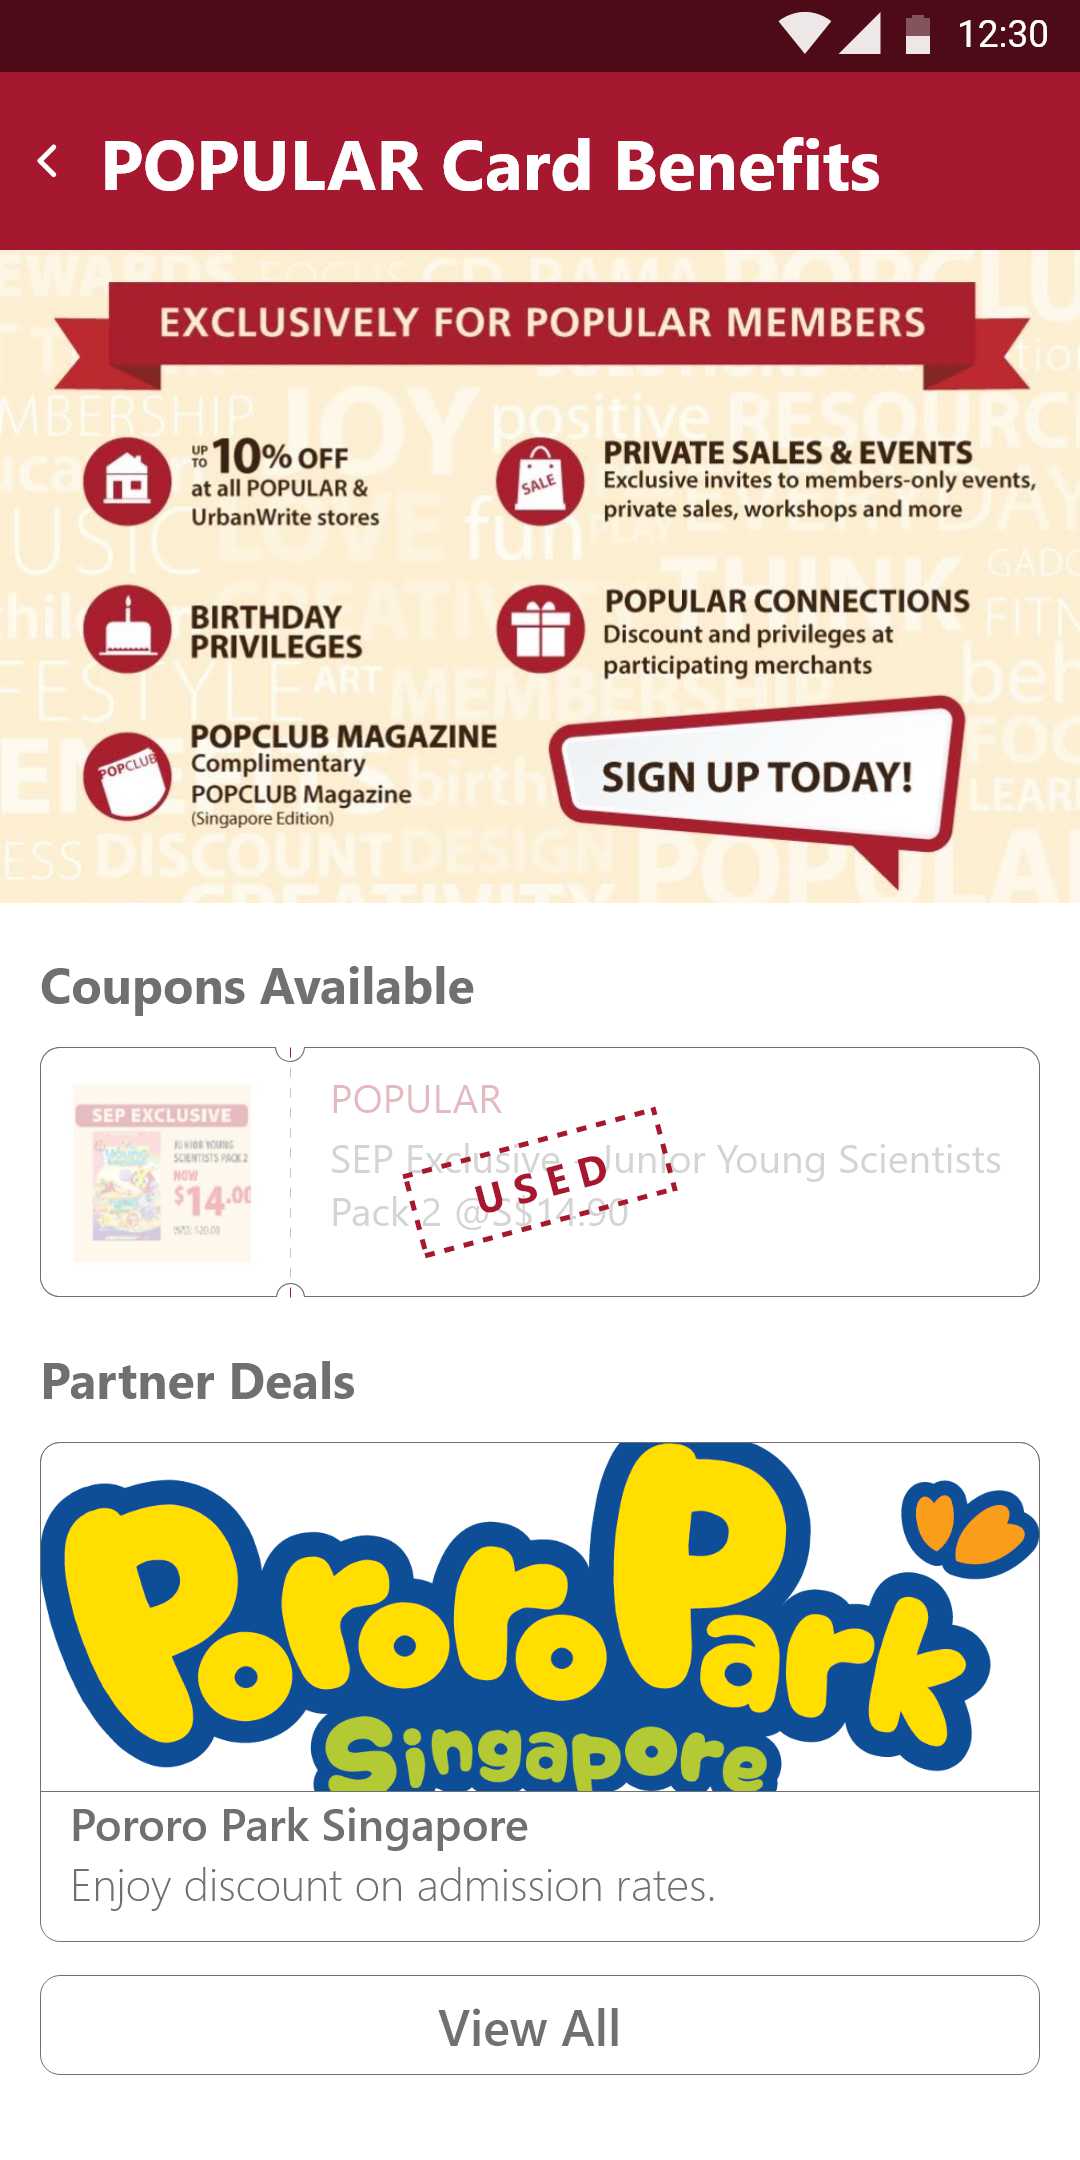 12:30
POPULAR Card Benefits
EXCLUSIVELY FOR POPULAR MEMBERS
UP TO 10% OFF
at all POPULAR &
UrbanWrite stores
SALE
PRIVATE SALES & EVENTS
Exclusive invites to members-only events,
private sales, workshops and more
BIRTHDAY
PRIVILEGES
POPULAR CONNECTIONS
Discount and privileges at
participating merchants
POPCLUB
POPCLUB MAGAZINE
Complimentary
POPCLUB Magazine
(Singapore Edition)
SIGN UP TODAY!
Coupons Available
SEP EXCLUSIVE
JUNIOR YOUNG
SCIENTISTS PACK 2
NOW
POPULAR
SEP Exclusive Junior Young Scientists
Pack 2 @S$14.90
USED
Partner Deals
Pororo Park
Singapore
Pororo Park Singapore
Enjoy discount on admission rates.
View All